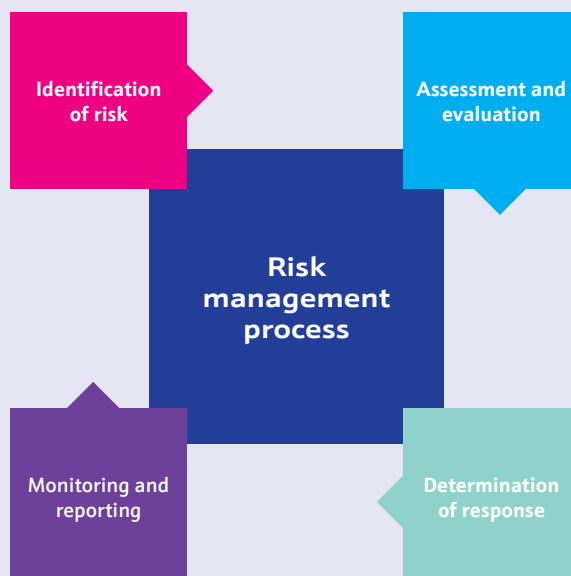 Identification
of risk
Assessment and
evaluation
Risk
management
process
Monitoring and
reporting
Determination
of response